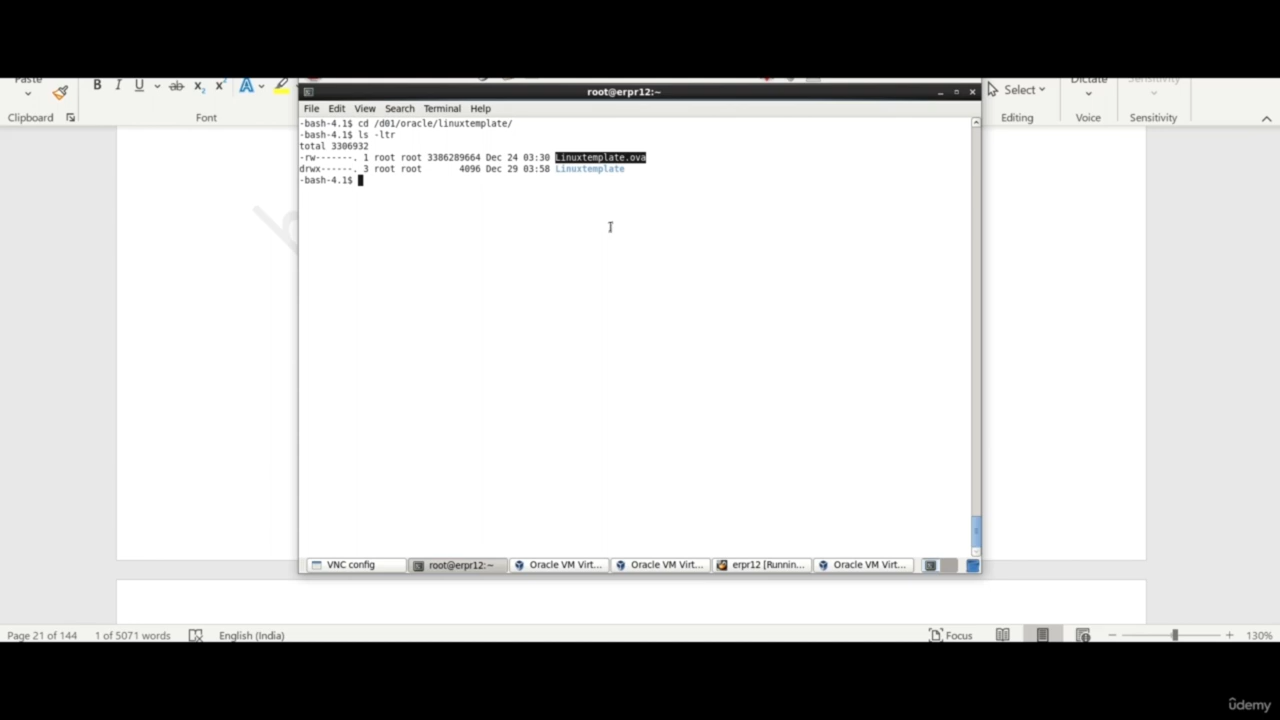 Paste
B I U ab x₂ x² A
Select
Dictate
Sensitivity
Clipboard
Font
Editing
Voice
Sensitivity
root@erpr12:~
File Edit View Search Terminal Help
-bash-4.1$ cd /d01/oracle/linuxtemplate/
-bash-4.1$ ls -ltr
total 3306932
-rw-------. 1 root root 3386289664 Dec 24 03:30 Linuxtemplate.ova
drwx------. 3 root root 4096 Dec 29 03:58 Linuxtemplate
-bash-4.1$
VNC config root@erpr12:~ Oracle VM Virt... Oracle VM Virt... erpr12 [Runnin... Oracle VM Virt...
Page 21 of 144 1 of 5071 words English (India) Focus 130%
ûdemy